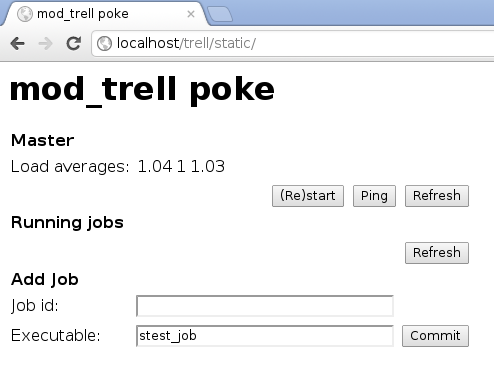 mod_trell poke
localhost/trell/static/
mod_trell poke
Master
Load averages: 1.04 1 1.03
(Re)start Ping Refresh
Running jobs
Refresh
Add Job
Job id:
Executable: stest_job Commit